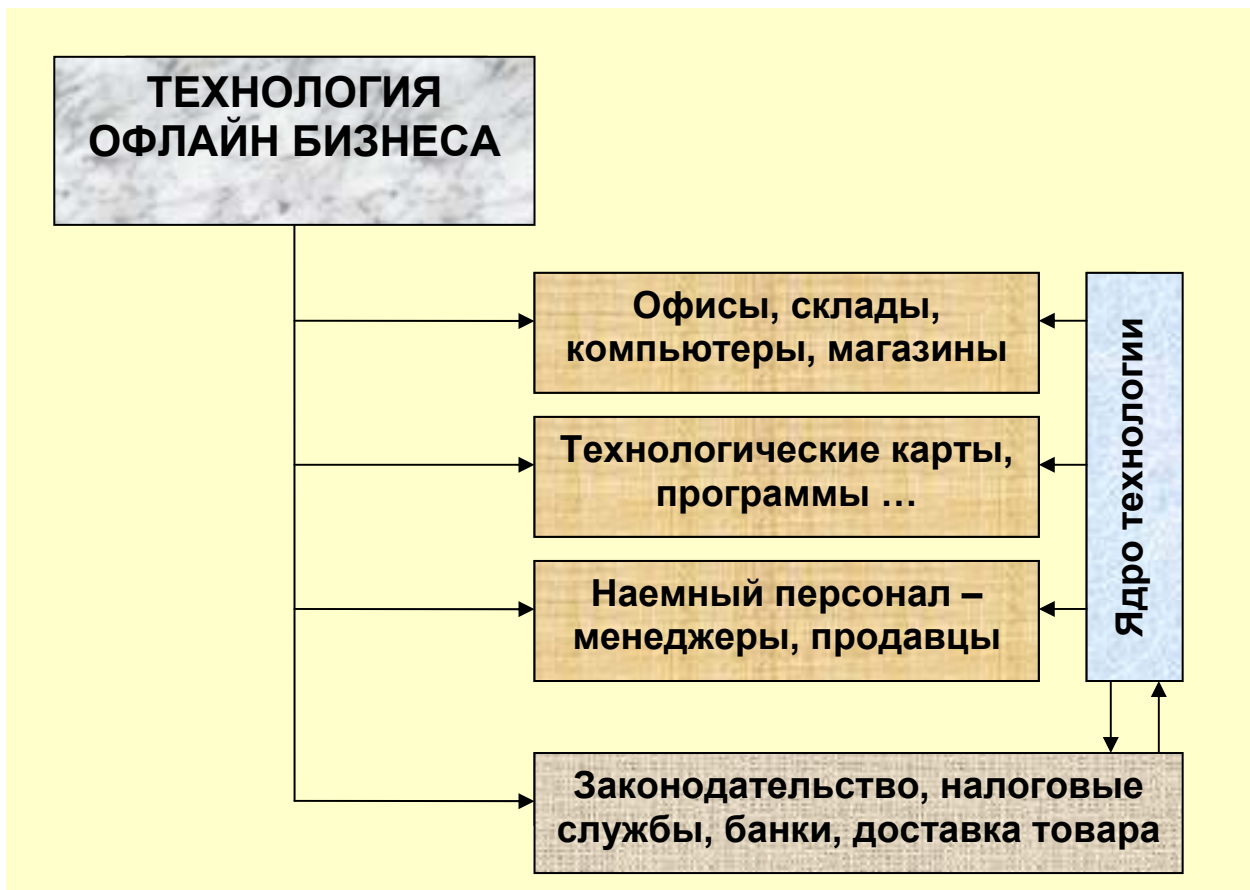 ТЕХНОЛОГИЯ
ОФЛАЙН БИЗНЕСА
Офисы, склады,
компьютеры, магазины
Технологические карты,
программы …
Наемный персонал –
менеджеры, продавцы
Ядро технологии
Законодательство, налоговые
службы, банки, доставка товара